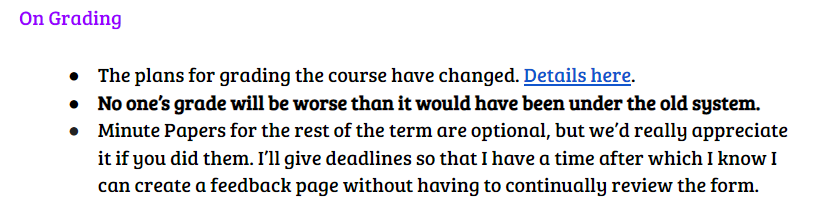 On Grading
● The plans for grading the course have changed. Details here.
● No one's grade will be worse than it would have been under the old system.
● Minute Papers for the rest of the term are optional, but we'd really appreciate
it if you did them. I'll give deadlines so that I have a time after which I know I
can create a feedback page without having to continually review the form.